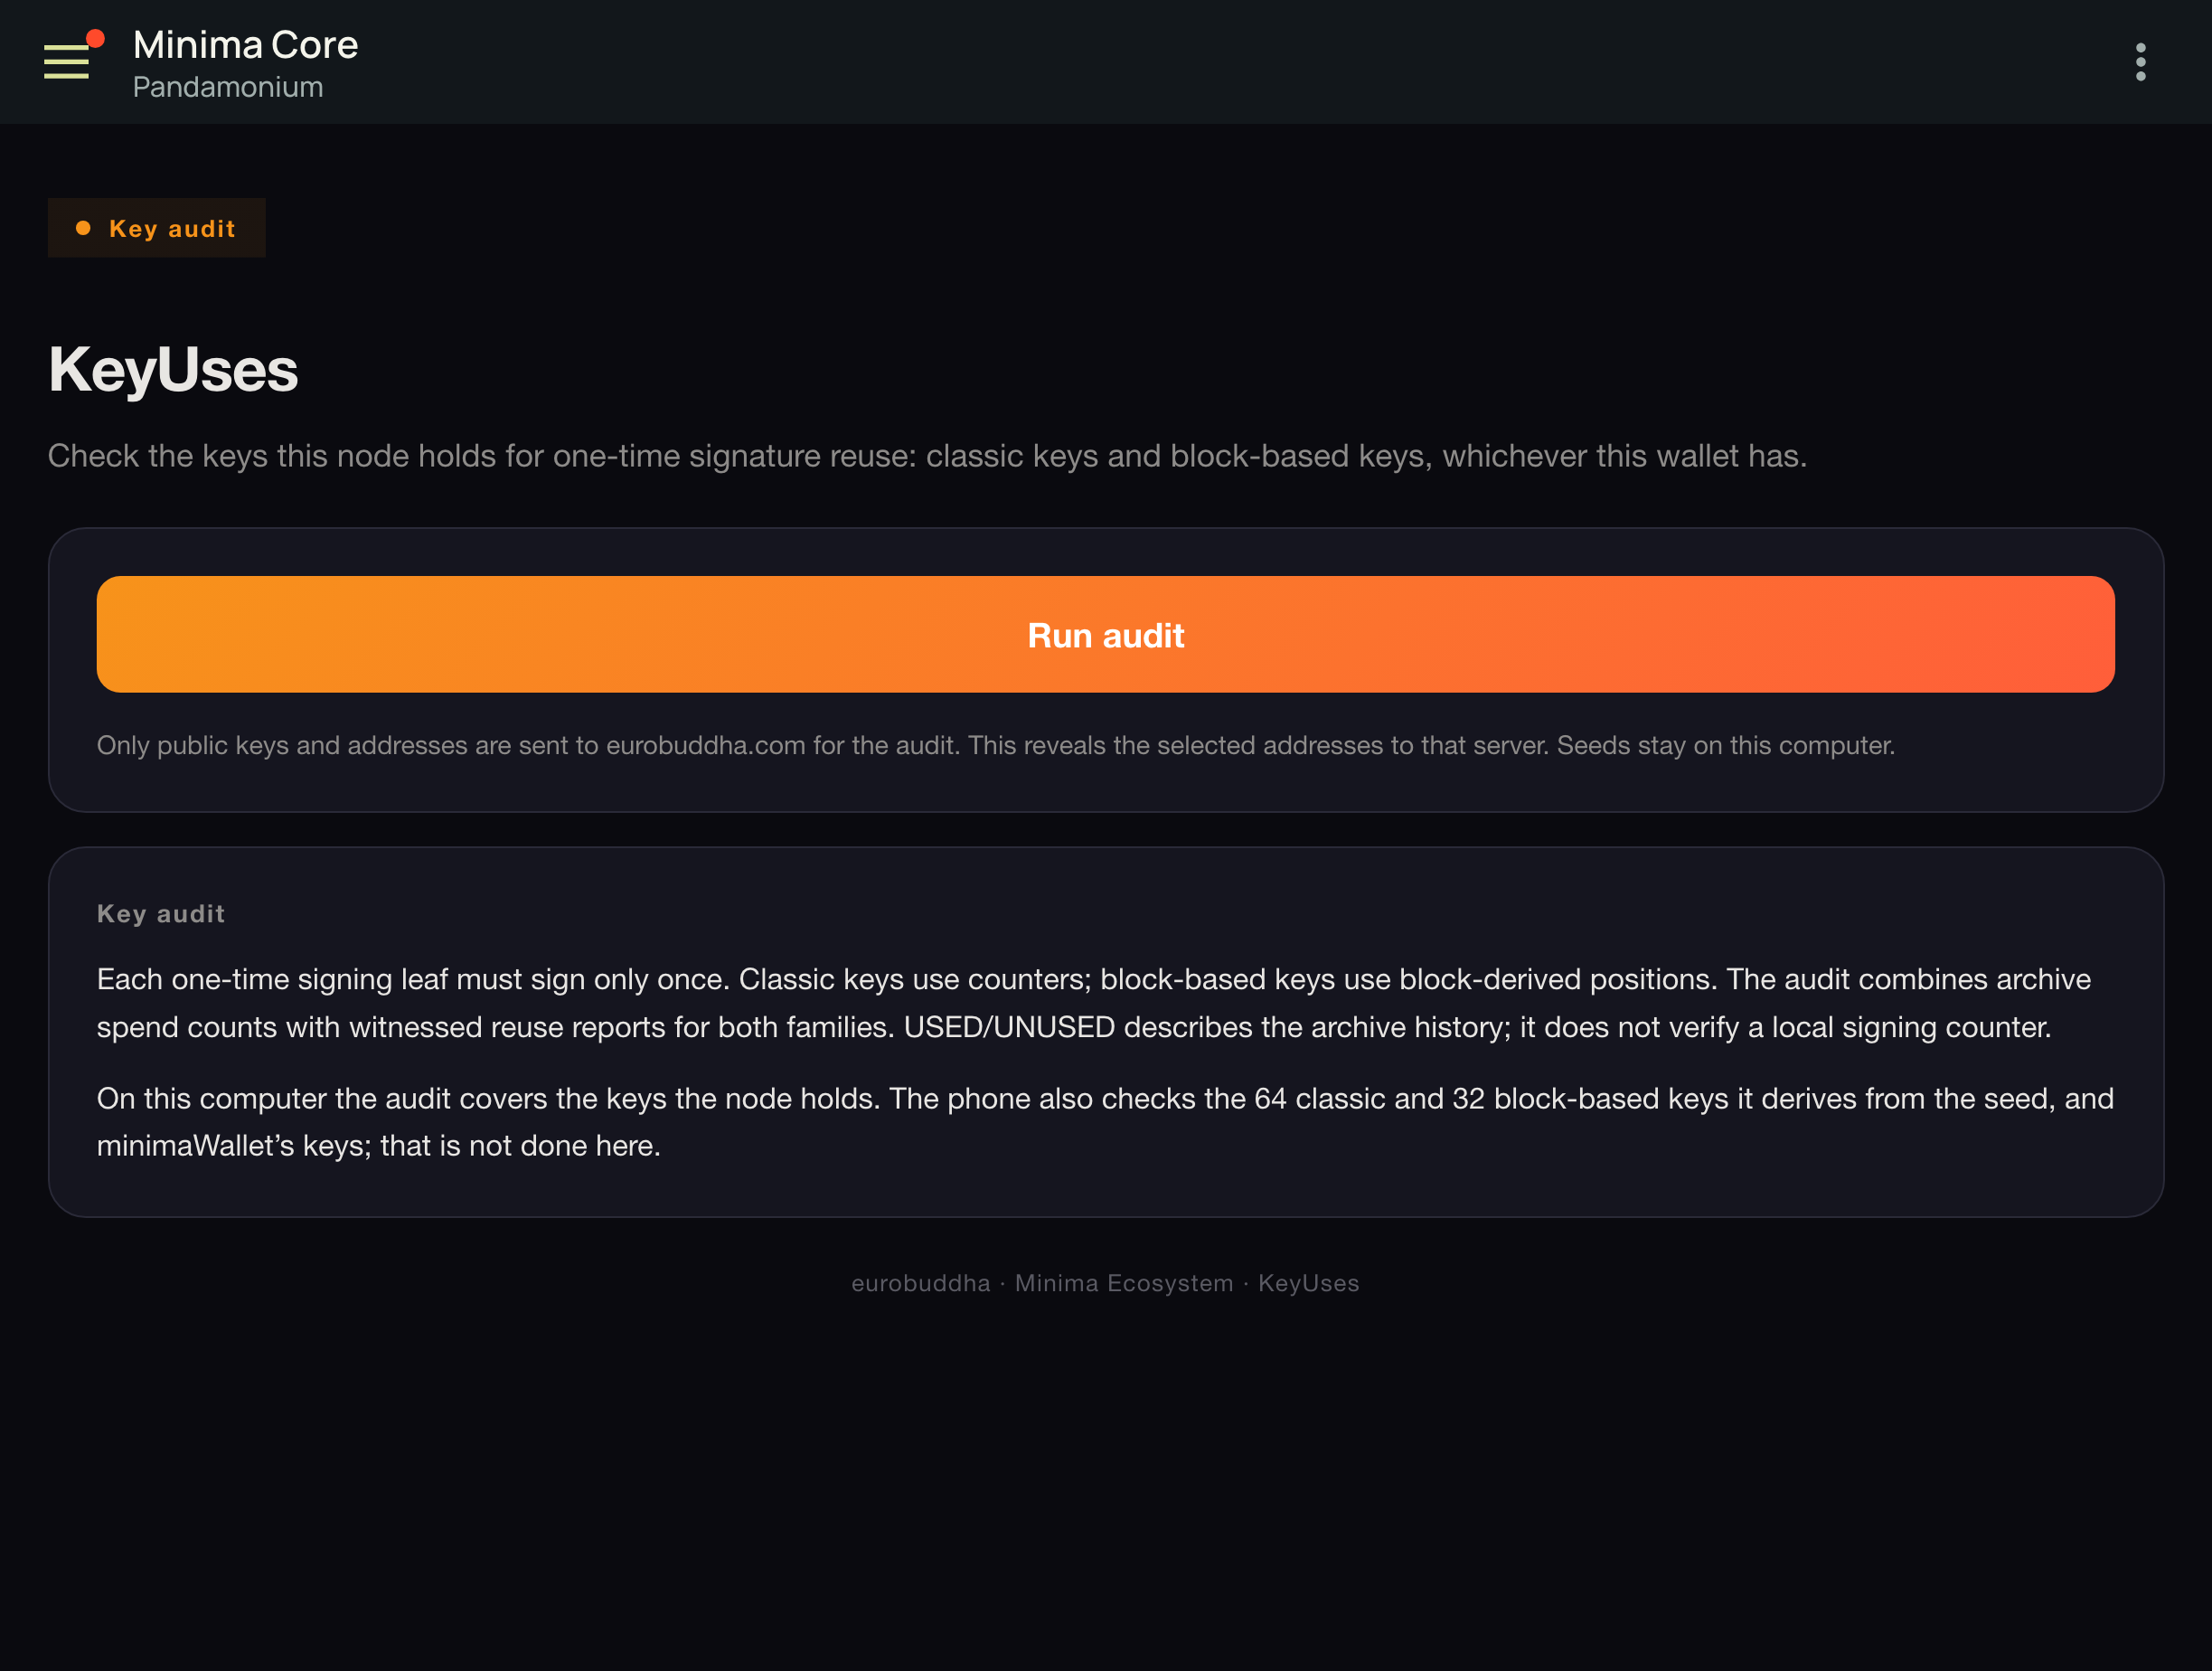 Minima Core
Pandamonium
Key audit
KeyUses
Check the keys this node holds for one-time signature reuse: classic keys and block-based keys, whichever this wallet has.
Run audit
Only public keys and addresses are sent to eurobuddha.com for the audit. This reveals the selected addresses to that server. Seeds stay on this computer.
Key audit
Each one-time signing leaf must sign only once. Classic keys use counters; block-based keys use block-derived positions. The audit combines archive
spend counts with witnessed reuse reports for both families. USED/UNUSED describes the archive history; it does not verify a local signing counter.
On this computer the audit covers the keys the node holds. The phone also checks the 64 classic and 32 block-based keys it derives from the seed, and
minimaWallet’s keys; that is not done here.
eurobuddha · Minima Ecosystem · KeyUses